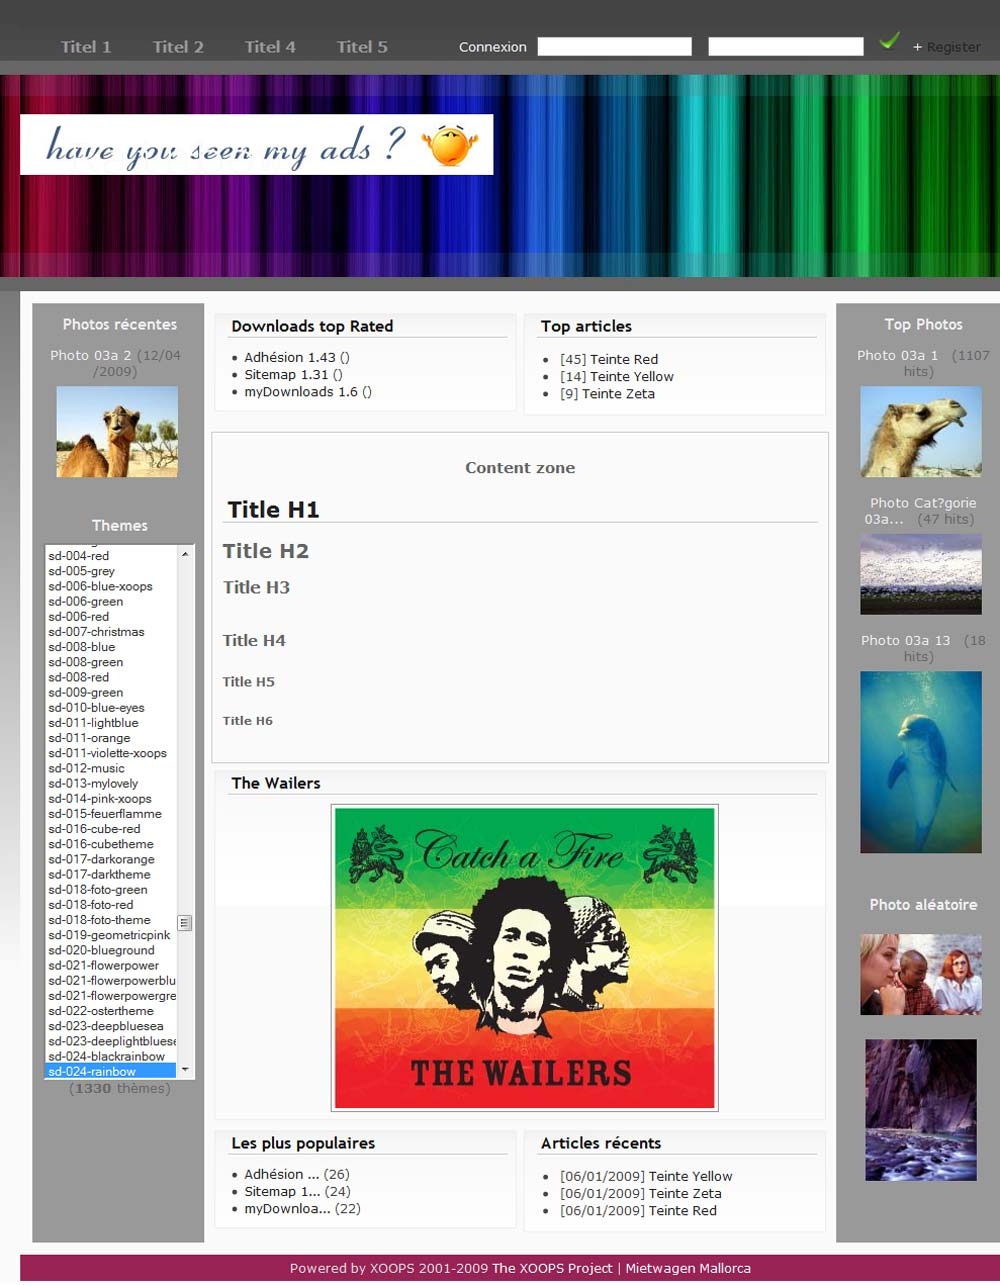 Titel 1 Titel 2 Titel 4 Titel 5 Connexion + Register
have you seen my ads ?
Photos récentes
Photo 03a 2 (12/04
/2009)
Themes
sd-004-red
sd-005-grey
sd-006-blue-xoops
sd-006-green
sd-006-red
sd-007-christmas
sd-008-blue
sd-008-green
sd-008-red
sd-009-green
sd-010-blue-eyes
sd-011-lightblue
sd-011-orange
sd-011-violette-xoops
sd-012-music
sd-013-mylovely
sd-014-pink-xoops
sd-015-feuerflamme
sd-016-cube-red
sd-016-cubetheme
sd-017-darkorange
sd-017-darktheme
sd-018-foto-green
sd-018-foto-red
sd-018-foto-theme
sd-019-geometricpink
sd-020-blueground
sd-021-flowerpower
sd-021-flowerpowerblu
sd-021-flowerpowergre
sd-022-ostertheme
sd-023-deepbluesea
sd-023-deeplightbluese
sd-024-blackrainbow
sd-024-rainbow
(1330 thèmes)
Downloads top Rated
Adhésion 1.43 ()
Sitemap 1.31 ()
myDownloads 1.6 ()
Top articles
[45] Teinte Red
[14] Teinte Yellow
[9] Teinte Zeta
Content zone
Title H1
Title H2
Title H3
Title H4
Title H5
Title H6
The Wailers
Catch a Fire
THE WAILERS
Les plus populaires
Adhésion ... (26)
Sitemap 1... (24)
myDownloa... (22)
Articles récents
[06/01/2009] Teinte Yellow
[06/01/2009] Teinte Zeta
[06/01/2009] Teinte Red
Top Photos
Photo 03a 1 (1107
hits)
Photo Cat?gorie
03a... (47 hits)
Photo 03a 13 (18
hits)
Photo aléatoire
Powered by XOOPS 2001-2009 The XOOPS Project | Mietwagen Mallorca